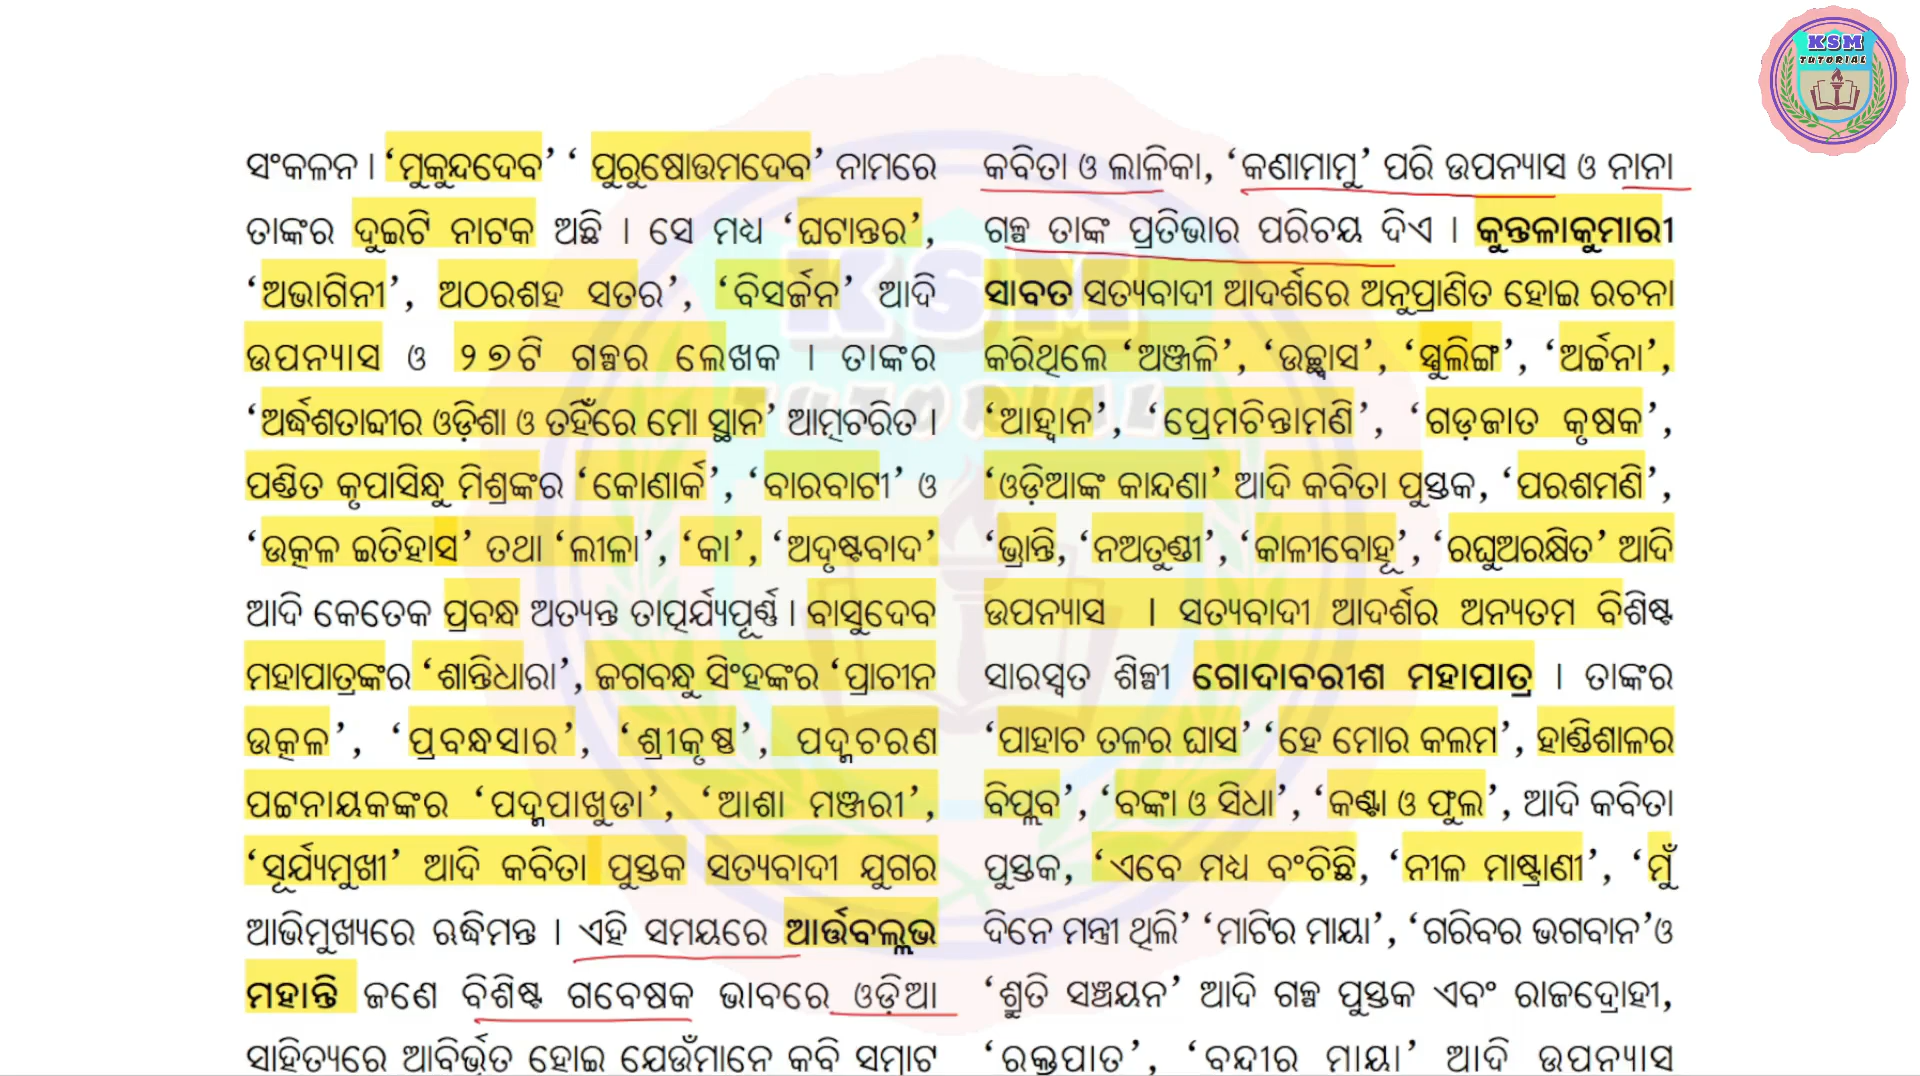 KSM
TUTORIAL
ସଂକଳନ । ‘ମୁକୁନ୍ଦଦେବ’ ‘ ପୁରୁଷୋତ୍ତମଦେବ’ ନାମରେ
ତାଙ୍କର ଦୁଇଟି ନାଟକ ଅଛି । ସେ ମଧ୍ୟ ‘ଘଟାନ୍ତର’,
‘ଅଭାଗିନୀ’, ଅଠରଶହ ସତର’, ‘ବିସର୍ଜନ’ ଆଦି
ଉପନ୍ୟାସ ଓ ୨୭ଟି ଗଳ୍ପର ଲେଖକ । ତାଙ୍କର
‘ଅର୍ଦ୍ଧଶତାବ୍ଦୀର ଓଡ଼ିଶା ଓ ତହିଁରେ ମୋ ସ୍ଥାନ’ ଆତ୍ମଚରିତ ।
ପଣ୍ଡିତ କୃପାସିନ୍ଧୁ ମିଶ୍ରଙ୍କର ‘କୋଣାର୍କ’, ‘ବାରବାଟୀ’ ଓ
‘ଉତ୍କଳ ଇତିହାସ’ ତଥା ‘ଲୀଳା’, ‘କା’, ‘ଅଦୃଷ୍ଟବାଦ’
ଆଦି କେତେକ ପ୍ରବନ୍ଧ ଅତ୍ୟନ୍ତ ତାତ୍ପର୍ଯ୍ୟପୂର୍ଣ୍ଣ । ବାସୁଦେବ
ମହାପାତ୍ରଙ୍କର ‘ଶାନ୍ତିଧାରା’, ଜଗବନ୍ଧୁ ସିଂହଙ୍କର ‘ପ୍ରାଚୀନ
ଉତ୍କଳ’, ‘ପ୍ରବନ୍ଧସାର’, ‘ଶ୍ରୀକୃଷ୍ଣ’, ପଦ୍ମଚରଣ
ପଟ୍ଟନାୟକଙ୍କର ‘ପଦ୍ମପାଖୁଡା’, ‘ଆଶା ମଞ୍ଜରୀ’,
‘ସୂର୍ଯ୍ୟମୁଖୀ’ ଆଦି କବିତା ପୁସ୍ତକ ସତ୍ୟବାଦୀ ଯୁଗର
ଆଭିମୁଖ୍ୟରେ ଋଦ୍ଧିମନ୍ତ । ଏହି ସମୟରେ ଆର୍ତ୍ତବଲ୍ଲଭ
ମହାନ୍ତି ଜଣେ ବିଶିଷ୍ଟ ଗବେଷକ ଭାବରେ ଓଡ଼ିଆ
ସାହିତ୍ୟରେ ଆବିର୍ଭୂତ ହୋଇ ଯେଉଁମାନେ କବି ସମ୍ରାଟ
କବିତା ଓ ଲାଳିକା, ‘କଣାମାମୁ’ ପରି ଉପନ୍ୟାସ ଓ ନାନା
ଗଳ୍ପ ତାଙ୍କ ପ୍ରତିଭାର ପରିଚୟ ଦିଏ । କୁନ୍ତଳାକୁମାରୀ
ସାବତ ସତ୍ୟବାଦୀ ଆଦର୍ଶରେ ଅନୁପ୍ରାଣିତ ହୋଇ ରଚନା
କରିଥିଲେ ‘ଅଞ୍ଜଳି’, ‘ଉଚ୍ଛ୍ୱାସ’, ‘ସ୍ଫୁଲିଙ୍ଗ’, ‘ଅର୍ଚ୍ଚନା’,
‘ଆହ୍ୱାନ’, ‘ପ୍ରେମଚିନ୍ତାମଣି’, ‘ଗଡ଼ଜାତ କୃଷକ’,
‘ଓଡ଼ିଆଙ୍କ କାନ୍ଦଣା’ ଆଦି କବିତା ପୁସ୍ତକ, ‘ପରଶମଣି’,
‘ଭ୍ରାନ୍ତି, ‘ନଅତୁଣ୍ଡୀ’, ‘କାଳୀବୋହୂ’, ‘ରଘୁଅରକ୍ଷିତ’ ଆଦି
ଉପନ୍ୟାସ । ସତ୍ୟବାଦୀ ଆଦର୍ଶର ଅନ୍ୟତମ ବିଶିଷ୍ଟ
ସାରସ୍ୱତ ଶିଳ୍ପୀ ଗୋଦାବରୀଶ ମହାପାତ୍ର । ତାଙ୍କର
‘ପାହାଚ ତଳର ଘାସ’ ‘ହେ ମୋର କଲମ’, ହାଣ୍ଡିଶାଳର
ବିପ୍ଳବ’, ‘ବଙ୍କା ଓ ସିଧା’, ‘କଣ୍ଟା ଓ ଫୁଲ’, ଆଦି କବିତା
ପୁସ୍ତକ, ‘ଏବେ ମଧ୍ୟ ବଂଚିଛି, ‘ନୀଳ ମାଷ୍ଟ୍ରାଣୀ’, ‘ମୁଁ
ଦିନେ ମନ୍ତ୍ରୀ ଥିଲି’ ‘ମାଟିର ମାୟା’, ‘ଗରିବର ଭଗବାନ’ଓ
‘ଶ୍ରୁତି ସଞ୍ଚୟନ’ ଆଦି ଗଳ୍ପ ପୁସ୍ତକ ଏବଂ ରାଜଦ୍ରୋହୀ,
‘ରକ୍ତପାତ’, ‘ବନ୍ଦୀର ମାୟା’ ଆଦି ଉପନ୍ୟାସ